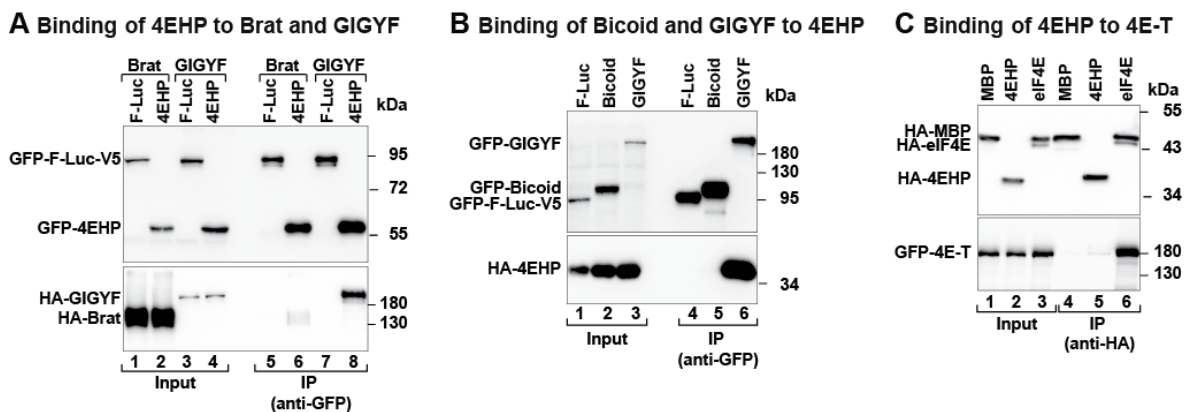 A Binding of 4EHP to Brat and GIGYF
Brat GIGYF Brat GIGYF
F-Luc 4EHP F-Luc 4EHP F-Luc 4EHP F-Luc 4EHP
kDa
GFP-F-Luc-V5
95
72
GFP-4EHP
55
HA-GIGYF
180
HA-Brat
130
1 2 3 4 5 6 7 8
Input IP
(anti-GFP)
B Binding of Bicoid and GIGYF to 4EHP
F-Luc Bicoid GIGYF F-Luc Bicoid GIGYF
kDa
GFP-GIGYF
180
130
GFP-Bicoid
GFP-F-Luc-V5
95
HA-4EHP
34
1 2 3 4 5 6
Input IP
(anti-GFP)
C Binding of 4EHP to 4E-T
MBP 4EHP eIF4E MBP 4EHP eIF4E
kDa
55
HA-MBP
HA-eIF4E
43
HA-4EHP
34
GFP-4E-T
180
130
1 2 3 4 5 6
Input IP
(anti-HA)